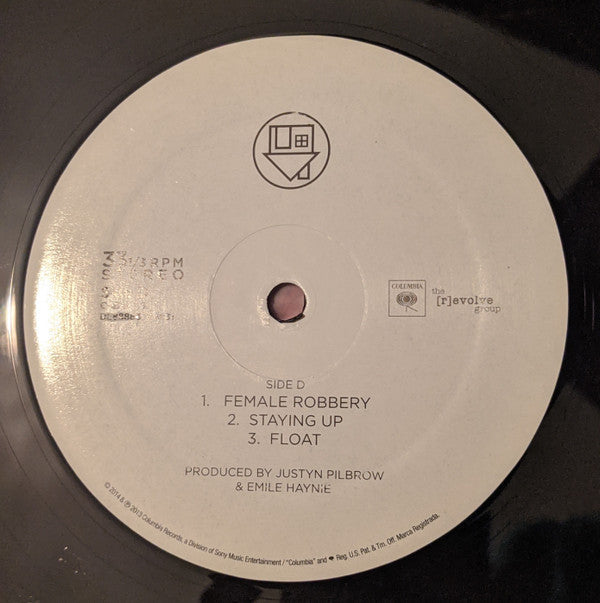 1/3 RPM
COLUMBIA
the
[r]evolve
group
SIDE D
1. FEMALE ROBBERY
2. STAYING UP
3. FLOAT
PRODUCED BY JUSTYN PILBROW
& EMILE HAYNIE
© 2014 & ℗ 2013 Columbia Records, a Division of Sony Music Entertainment / "Columbia" and Reg. U.S. Pat. & Tm. Off. Marca Registrada.